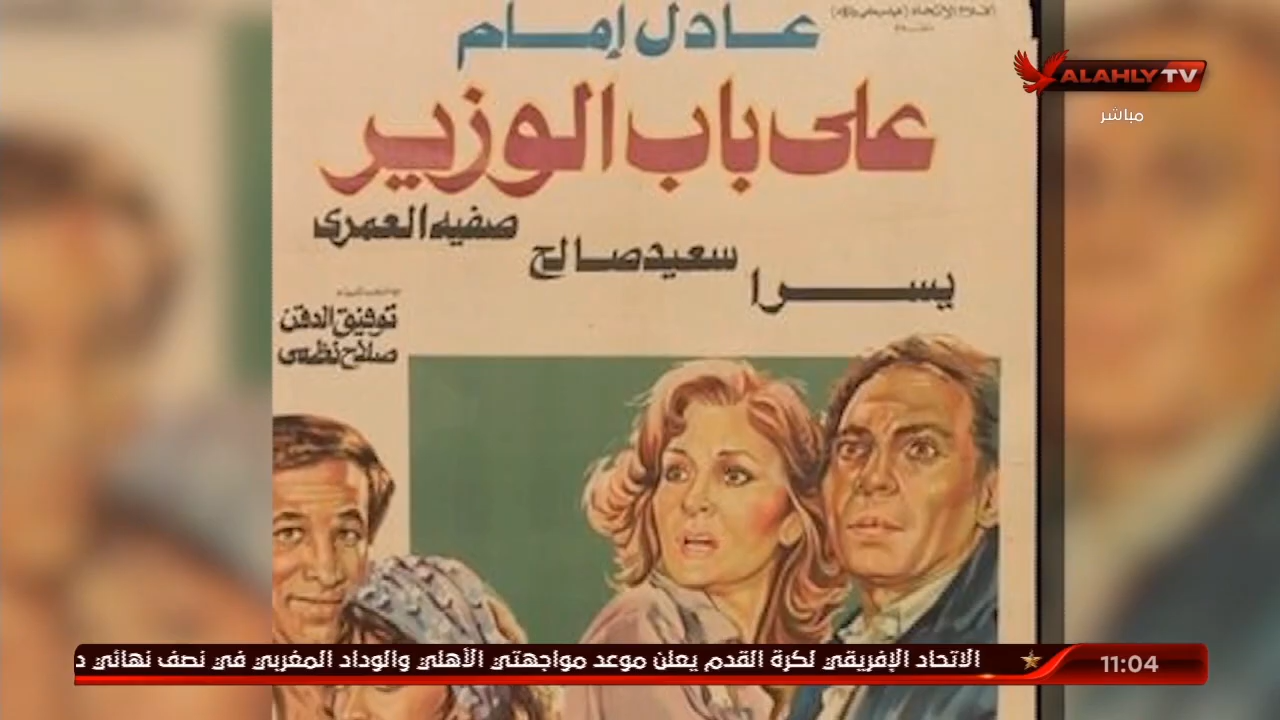 عادل إمام
على باب الوزير
صفيه العمرى
سعيد صالح
يسرا
توفيق الدقن
صلاح نظمى
ALAHLY TV
مباشر
الاتحاد الإفريقي لكرة القدم يعلن موعد مواجهتي الأهلي والوداد المغربي في نصف نهائي د
11:04